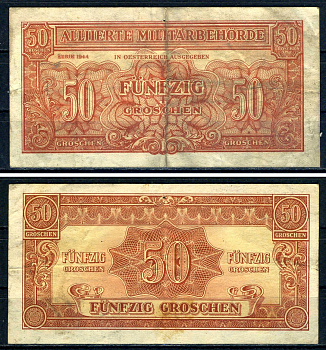 50 ALLIIERTE MILITÄRBEHÖRDE 50
SERIE 1944 IN OESTERREICH AUSGEGEBEN
50 FÜNFZIG 50
GROSCHEN
GROSCHEN GROSCHEN
50 50
GROSCHEN GROSCHEN
FÜNFZIG 50 FÜNFZIG
GROSCHEN GROSCHEN
FÜNFZIG GROSCHEN